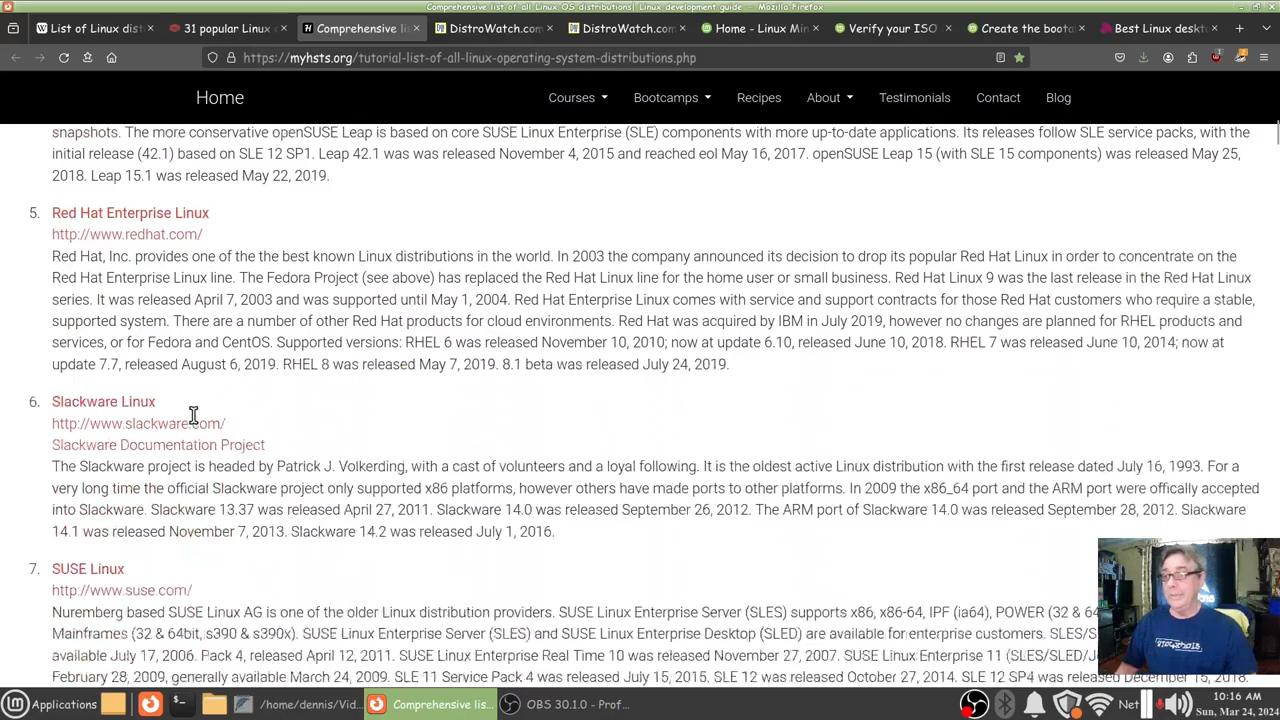 Comprehensive list of all Linux OS distributions| Linux development guide - Mozilla Firefox
List of Linux dist
31 popular Linux
Comprehensive lis
DistroWatch.com
DistroWatch.com
Home - Linux Min
Verify your ISO
Create the boota
Best Linux deskt
https://myhsts.org/tutorial-list-of-all-linux-operating-system-distributions.php
Home Courses Bootcamps Recipes About Testimonials Contact Blog
snapshots. The more conservative openSUSE Leap is based on core SUSE Linux Enterprise (SLE) components with more up-to-date applications. Its releases follow SLE service packs, with the
initial release (42.1) based on SLE 12 SP1. Leap 42.1 was was released November 4, 2015 and reached eol May 16, 2017. openSUSE Leap 15 (with SLE 15 components) was released May 25,
2018. Leap 15.1 was released May 22, 2019.
5. Red Hat Enterprise Linux
http://www.redhat.com/
Red Hat, Inc. provides one of the the best known Linux distributions in the world. In 2003 the company announced its decision to drop its popular Red Hat Linux in order to concentrate on the
Red Hat Enterprise Linux line. The Fedora Project (see above) has replaced the Red Hat Linux line for the home user or small business. Red Hat Linux 9 was the last release in the Red Hat Linux
series. It was released April 7, 2003 and was supported until May 1, 2004. Red Hat Enterprise Linux comes with service and support contracts for those Red Hat customers who require a stable,
supported system. There are a number of other Red Hat products for cloud environments. Red Hat was acquired by IBM in July 2019, however no changes are planned for RHEL products and
services, or for Fedora and CentOS. Supported versions: RHEL 6 was released November 10, 2010; now at update 6.10, released June 10, 2018. RHEL 7 was released June 10, 2014; now at
update 7.7, released August 6, 2019. RHEL 8 was released May 7, 2019. 8.1 beta was released July 24, 2019.
6. Slackware Linux
http://www.slackware.com/
Slackware Documentation Project
The Slackware project is headed by Patrick J. Volkerding, with a cast of volunteers and a loyal following. It is the oldest active Linux distribution with the first release dated July 16, 1993. For a
very long time the official Slackware project only supported x86 platforms, however others have made ports to other platforms. In 2009 the x86_64 port and the ARM port were offically accepted
into Slackware. Slackware 13.37 was released April 27, 2011. Slackware 14.0 was released September 26, 2012. The ARM port of Slackware 14.0 was released September 28, 2012. Slackware
14.1 was released November 7, 2013. Slackware 14.2 was released July 1, 2016.
7. SUSE Linux
http://www.suse.com/
Nuremberg based SUSE Linux AG is one of the older Linux distribution providers. SUSE Linux Enterprise Server (SLES) supports x86, x86-64, IPF (ia64), POWER (32 & 64
Mainframes (32 & 64bit, s390 & s390x). SUSE Linux Enterprise Server (SLES) and SUSE Linux Enterprise Desktop (SLED) are available for enterprise customers. SLES/S
available July 17, 2006. Pack 4, released April 12, 2011. SUSE Linux Enterprise Real Time 10 was released November 27, 2007. SUSE Linux Enterprise 11 (SLES/SLED/
February 28, 2009, generally available March 24, 2009. SLE 11 Service Pack 4 was released July 15, 2015. SLE 12 was released October 27, 2014. SLE 12 SP4 was released December 15, 2018.
Applications
/home/dennis/Vid...
Comprehensive lis...
OBS 30.1.0 - Prof...
Net
10:16 AM
Sun, Mar 24, 2024